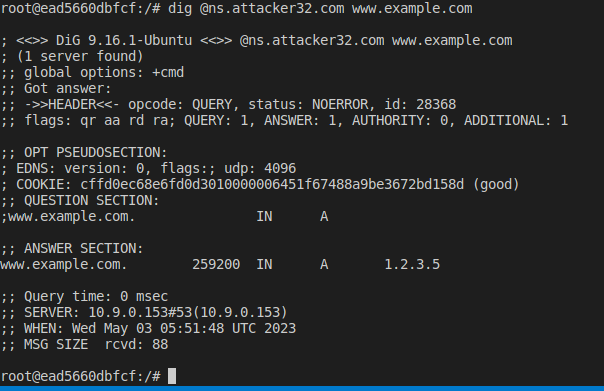 root@ead5660dbfcf:/# dig @ns.attacker32.com www.example.com
; <<>> DiG 9.16.1-Ubuntu <<>> @ns.attacker32.com www.example.com
; (1 server found)
;; global options: +cmd
;; Got answer:
;; ->>HEADER<<- opcode: QUERY, status: NOERROR, id: 28368
;; flags: qr aa rd ra; QUERY: 1, ANSWER: 1, AUTHORITY: 0, ADDITIONAL: 1
;; OPT PSEUDOSECTION:
; EDNS: version: 0, flags:; udp: 4096
; COOKIE: cffd0ec68e6fd0d3010000006451f67488a9be3672bd158d (good)
;; QUESTION SECTION:
;www.example.com. IN A
;; ANSWER SECTION:
www.example.com. 259200 IN A 1.2.3.5
;; Query time: 0 msec
;; SERVER: 10.9.0.153#53(10.9.0.153)
;; WHEN: Wed May 03 05:51:48 UTC 2023
;; MSG SIZE rcvd: 88
root@ead5660dbfcf:/#